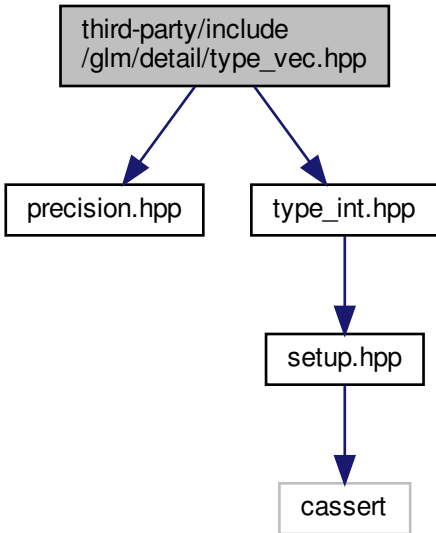 third-party/include
/glm/detail/type_vec.hpp
precision.hpp
type_int.hpp
setup.hpp
cassert